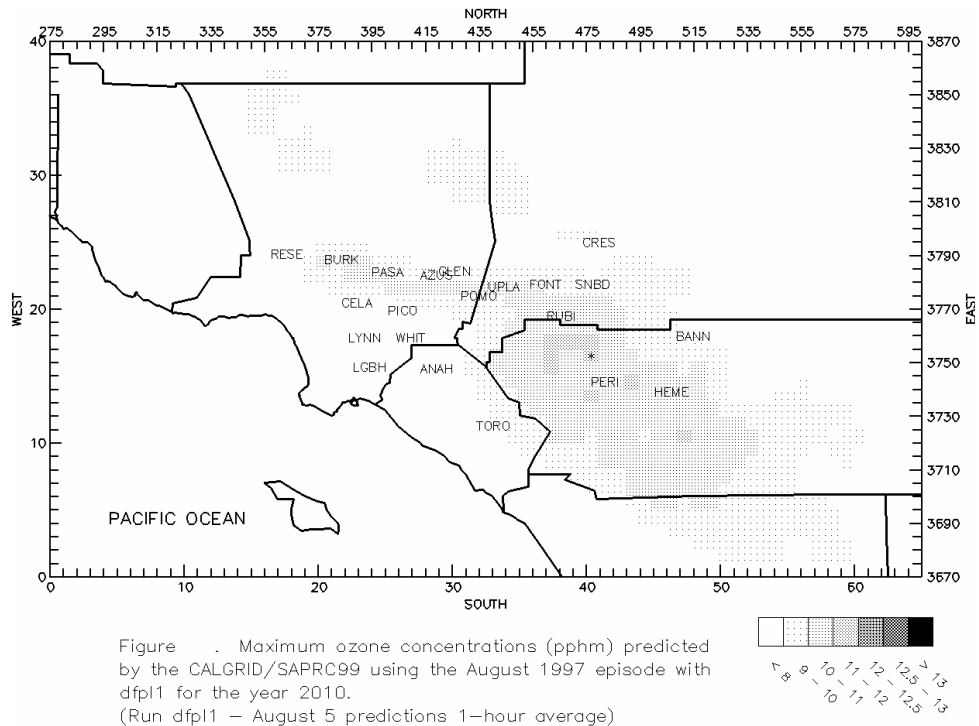 NORTH
275 295 315 335 355 375 395 415 435 455 475 495 515 535 555 575 595
40 3870
3850
3830
30
3810
CRES
RESE BURK 3790
PASA AZUS GLEN
UPLA FONT SNBD
POMO
CELA PICO
WEST 20 3770 EAST
RUBI
LYNN WHIT BANN
*
LGBH ANAH 3750
PERI HEME
TORO 3730
10
3710
PACIFIC OCEAN
3690
0 3670
0 10 20 30 40 50 60
SOUTH
Figure . Maximum ozone concentrations (pphm) predicted
by the CALGRID/SAPRC99 using the August 1997 episode with
dfpl1 for the year 2010.
(Run dfpl1 – August 5 predictions 1–hour average)
< 8
9 – 10
10 – 11
11 – 12
12 – 12.5
12.5 – 13
> 13